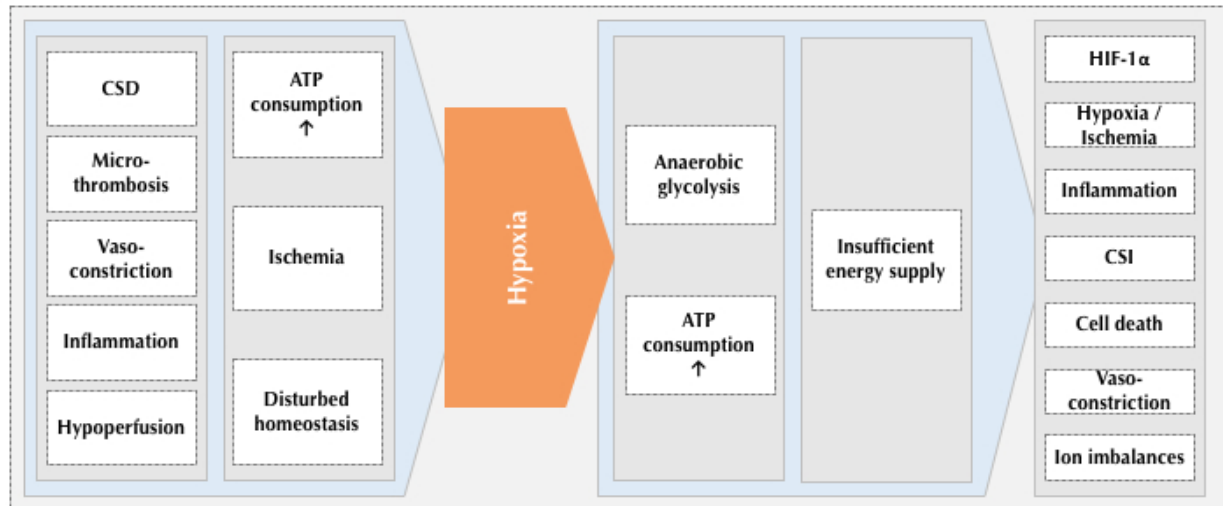 CSD
Micro-
thrombosis
Vaso-
constriction
Inflammation
Hypoperfusion
ATP
consumption
↑
Ischemia
Disturbed
homeostasis
Hypoxia
Anaerobic
glycolysis
ATP
consumption
↑
Insufficient
energy supply
HIF-1α
Hypoxia /
Ischemia
Inflammation
CSI
Cell death
Vaso-
constriction
Ion imbalances